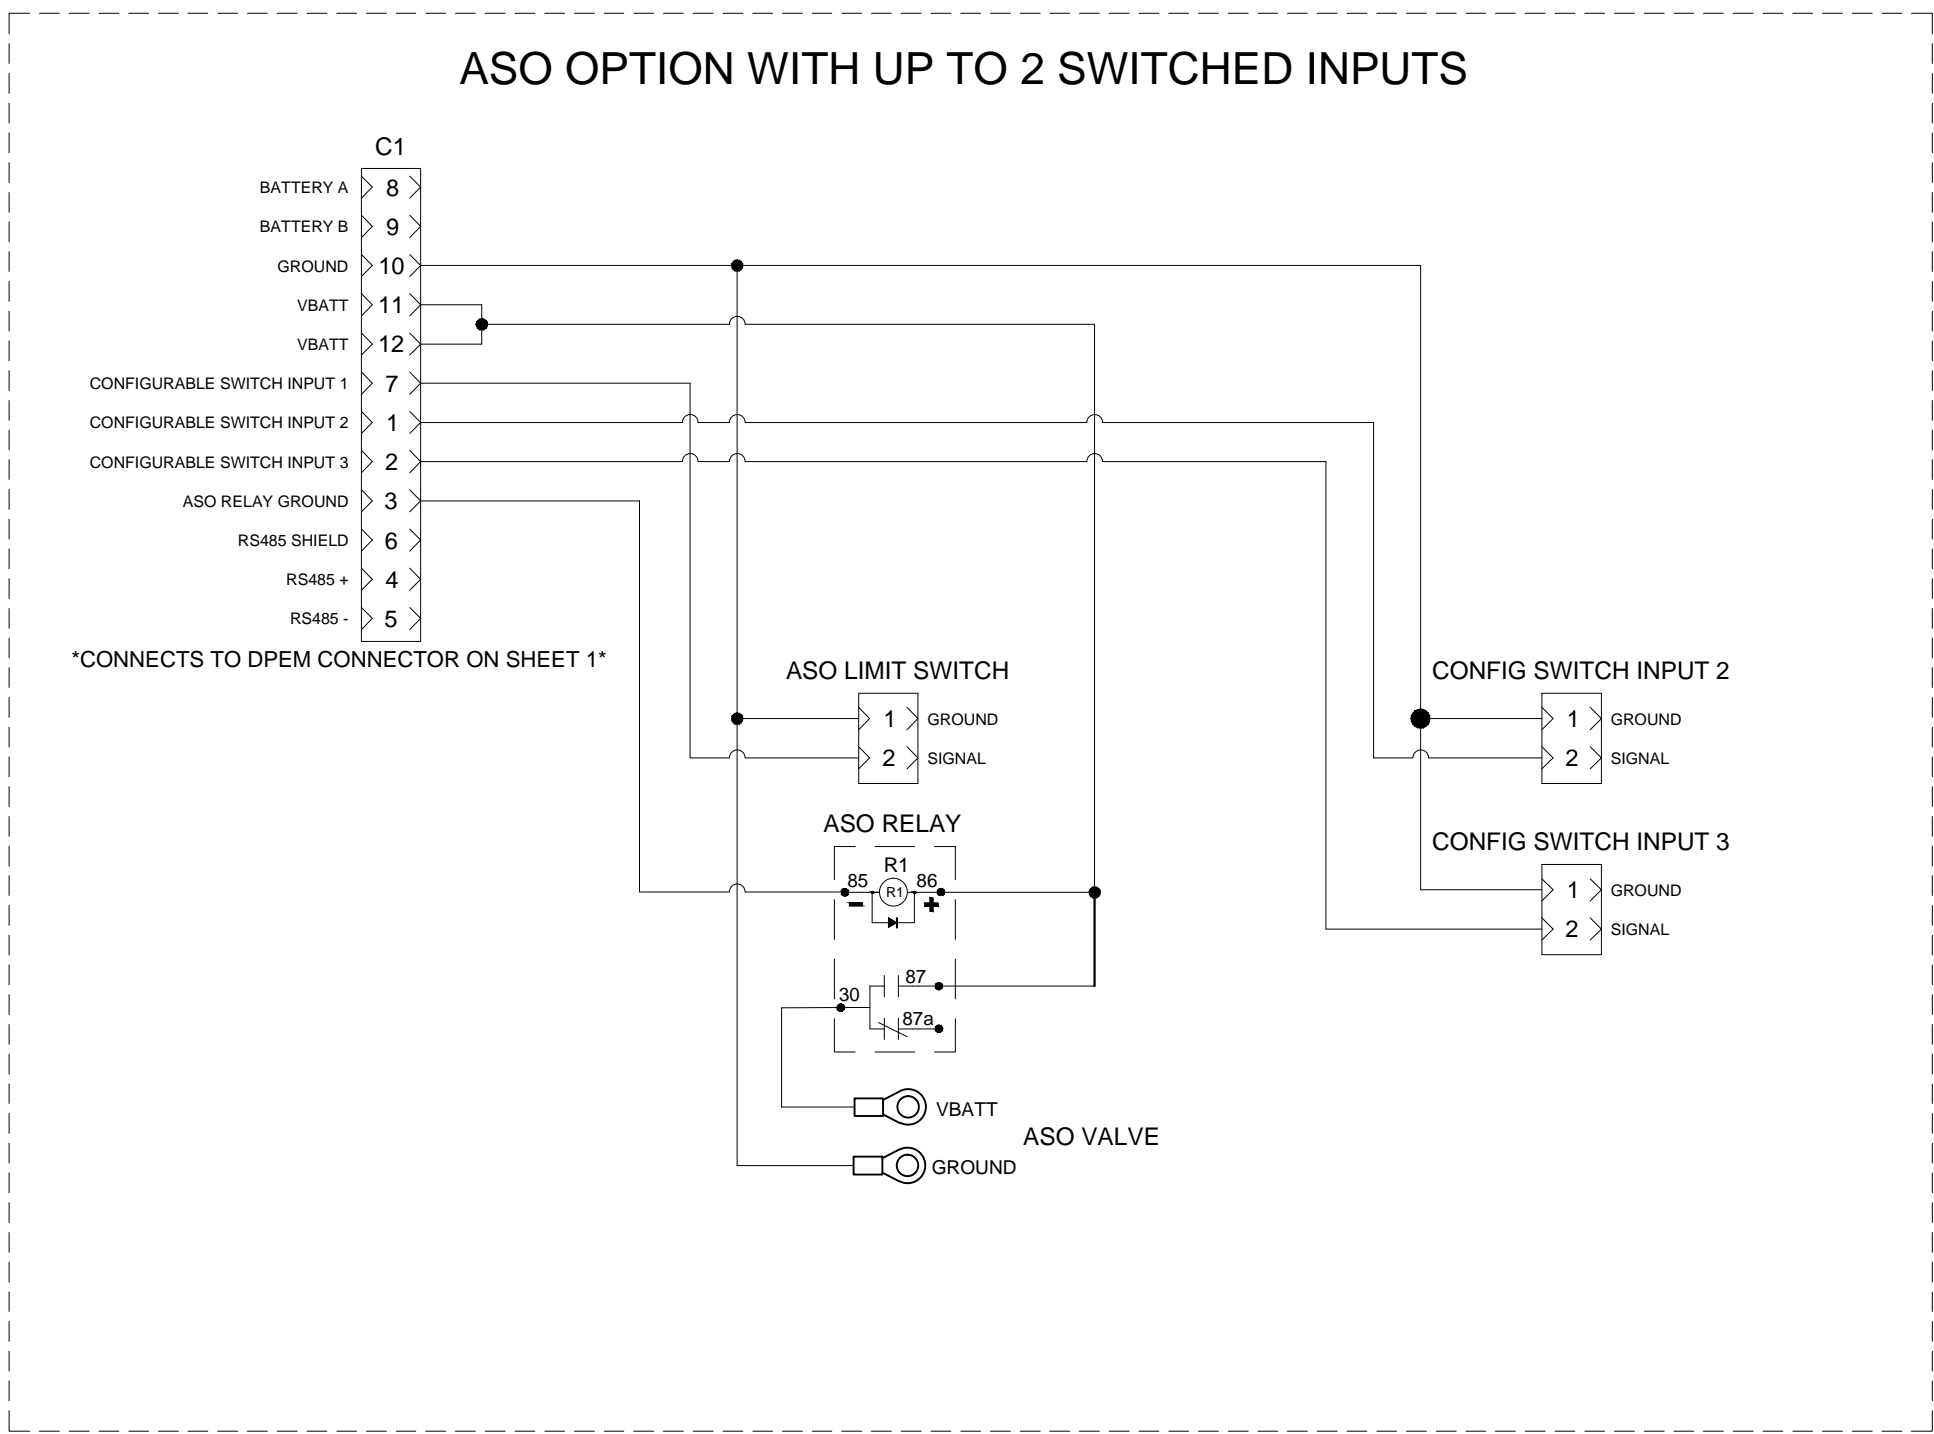 ASO OPTION WITH UP TO 2 SWITCHED INPUTS
C1
BATTERY A 8
BATTERY B 9
GROUND 10
VBATT 11
VBATT 12
CONFIGURABLE SWITCH INPUT 1 7
CONFIGURABLE SWITCH INPUT 2 1
CONFIGURABLE SWITCH INPUT 3 2
ASO RELAY GROUND 3
RS485 SHIELD 6
RS485 + 4
RS485 - 5
*CONNECTS TO DPEM CONNECTOR ON SHEET 1*
ASO LIMIT SWITCH
1 GROUND
2 SIGNAL
CONFIG SWITCH INPUT 2
1 GROUND
2 SIGNAL
ASO RELAY
R1
85 R1 86
- +
87
30
87a
CONFIG SWITCH INPUT 3
1 GROUND
2 SIGNAL
VBATT
ASO VALVE
GROUND